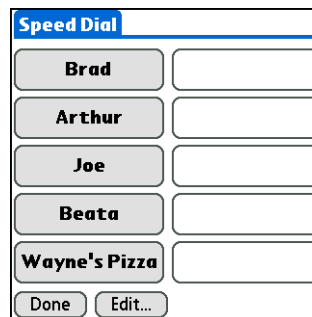 Speed Dial
Brad
Arthur
Joe
Beata
Wayne's Pizza
Done Edit...